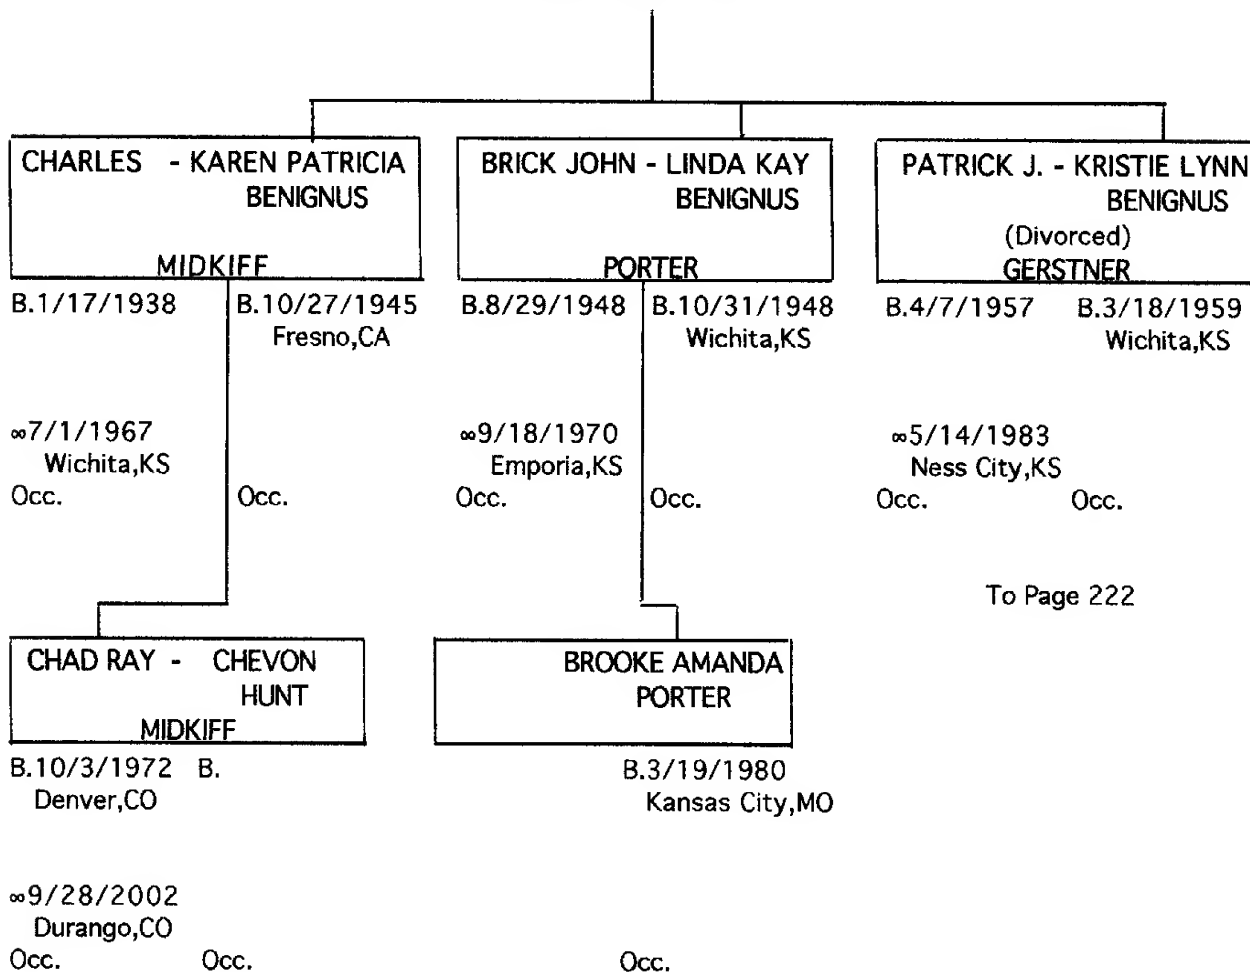 CHARLES - KAREN PATRICIA
BENIGNUS
MIDKIFF
B.1/17/1938 B.10/27/1945
Fresno,CA
∞7/1/1967
Wichita,KS
Occ. Occ.
BRICK JOHN - LINDA KAY
BENIGNUS
PORTER
B.8/29/1948 B.10/31/1948
Wichita,KS
∞9/18/1970
Emporia,KS
Occ. Occ.
PATRICK J. - KRISTIE LYNN
BENIGNUS
(Divorced)
GERSTNER
B.4/7/1957 B.3/18/1959
Wichita,KS
∞5/14/1983
Ness City,KS
Occ. Occ.
To Page 222
CHAD RAY - CHEVON
HUNT
MIDKIFF
B.10/3/1972 B.
Denver,CO
∞9/28/2002
Durango,CO
Occ. Occ.
BROOKE AMANDA
PORTER
B.3/19/1980
Kansas City,MO
Occ.